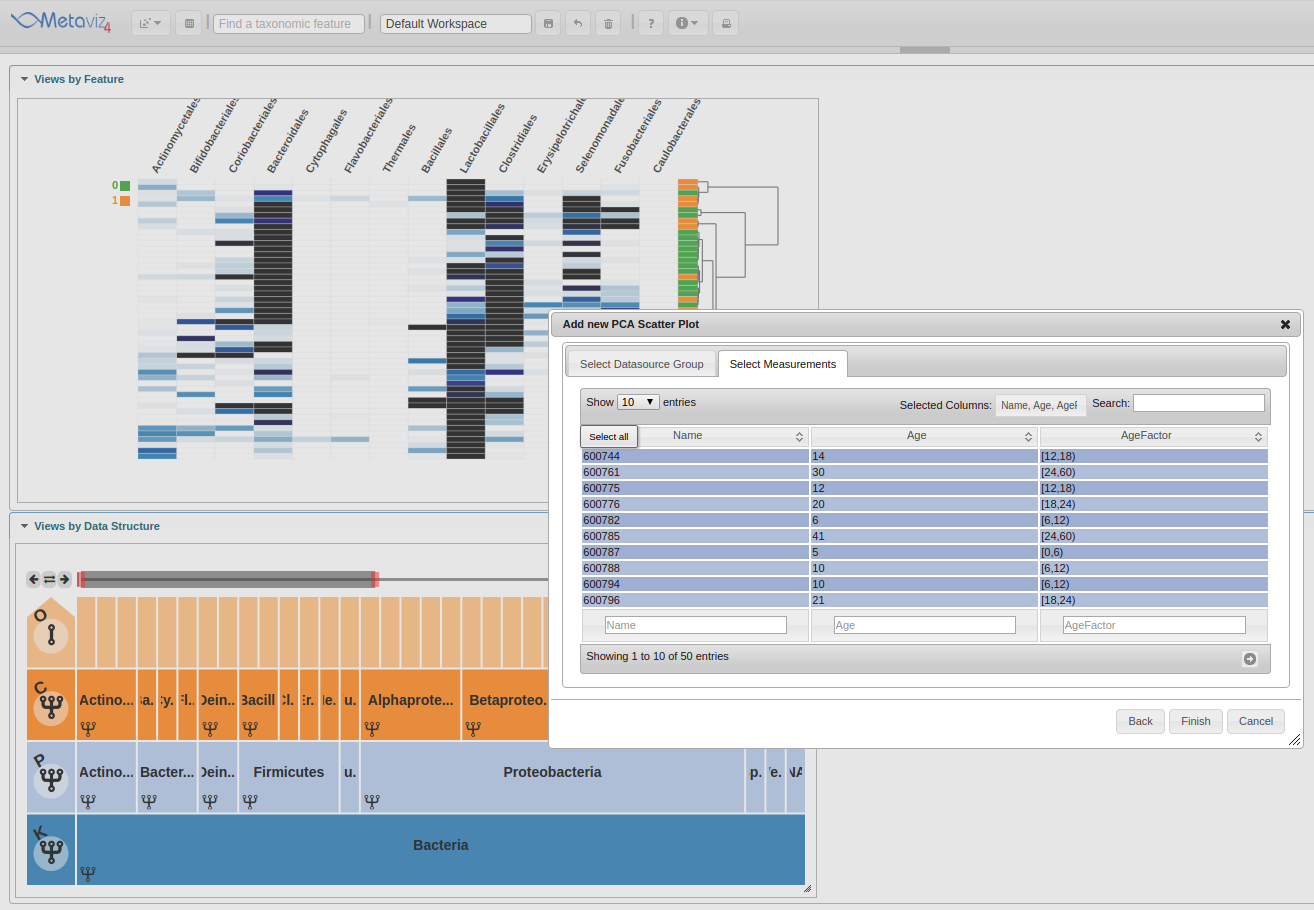 Metaviz 4
Find a taxonomic feature
Default Workspace
?
Views by Feature
Actinomycetales
Bifidobacteriales
Coriobacteriales
Bacteroidales
Cytophagales
Flavobacteriales
Thermales
Bacillales
Lactobacillales
Clostridiales
Erysipelotrichale
Selenomonadale
Fusobacteriales
Caulobacterales
0
1
Add new PCA Scatter Plot
Select Datasource Group
Select Measurements
Show 10 entries
Selected Columns: Name, Age, AgeF
Search:
Select all Name Age AgeFactor
600744 14 [12,18)
600761 30 [24,60)
600775 12 [12,18)
600776 20 [18,24)
600782 6 [6,12)
600785 41 [24,60)
600787 5 [0,6)
600788 10 [6,12)
600794 10 [6,12)
600796 21 [18,24)
Name Age AgeFactor
Showing 1 to 10 of 50 entries
Back Finish Cancel
Views by Data Structure
O
C Actino... Dein.. Bacill Cl. u. Alphaprote... Betaproteo.
P Actino... Bacter... Dein.. Firmicutes u. Proteobacteria p.
K Bacteria